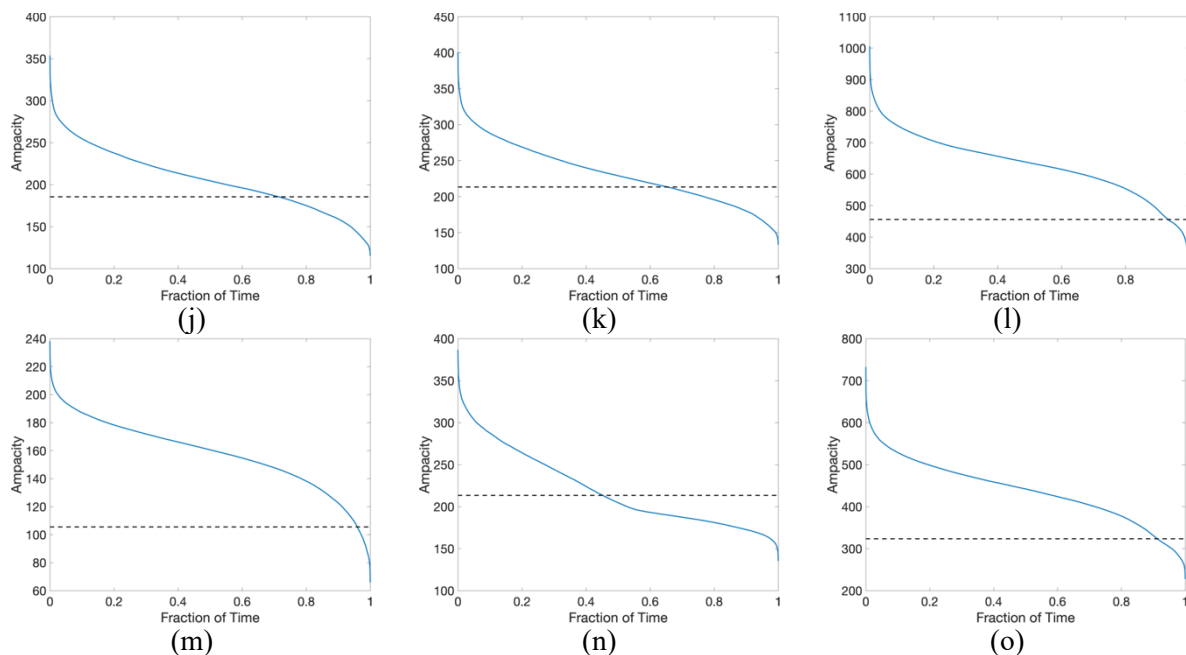 400
350
300
250
200
150
100
Ampacity
0 0.2 0.4 0.6 0.8 1
Fraction of Time
(j)
450
400
350
300
250
200
150
100
Ampacity
0 0.2 0.4 0.6 0.8 1
Fraction of Time
(k)
1100
1000
900
800
700
600
500
400
300
Ampacity
0 0.2 0.4 0.6 0.8
Fraction of Time
(l)
240
220
200
180
160
140
120
100
80
60
Ampacity
0 0.2 0.4 0.6 0.8 1
Fraction of Time
(m)
400
350
300
250
200
150
100
Ampacity
0 0.2 0.4 0.6 0.8 1
Fraction of Time
(n)
800
700
600
500
400
300
200
Ampacity
0 0.2 0.4 0.6 0.8 1
Fraction of Time
(o)